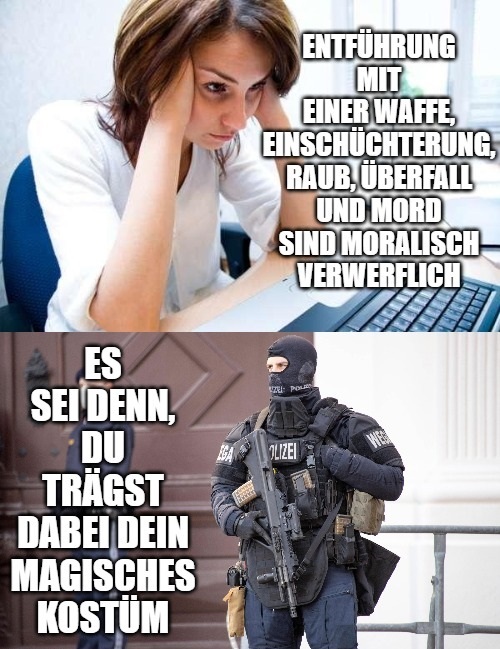 ENTFÜHRUNG
MIT
EINER WAFFE,
EINSCHÜCHTERUNG,
RAUB, ÜBERFALL
UND MORD
SIND MORALISCH
VERWERFLICH
ES
SEI DENN,
DU
TRÄGST
DABEI DEIN
MAGISCHES
KOSTÜM
POLIZEI
WEGA